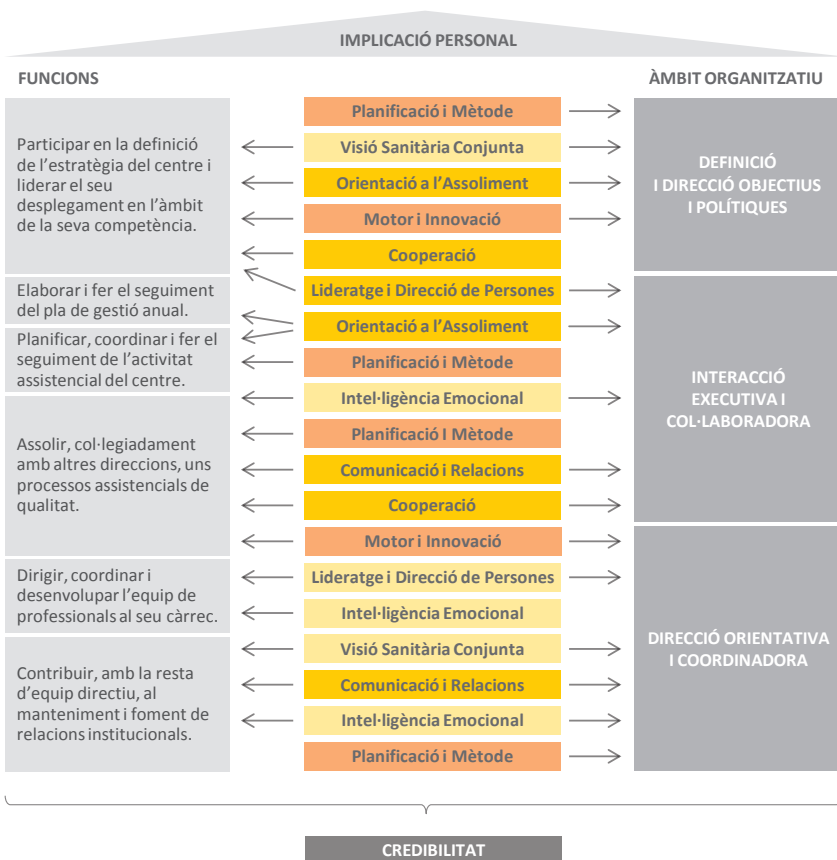 IMPLICACIÓ PERSONAL
FUNCIONS
Participar en la definició
de l’estratègia del centre i
liderar el seu
desplegament en l’àmbit
de la seva competència.
Elaborar i fer el seguiment
del pla de gestió anual.
Planificar, coordinar i fer el
seguiment de l’activitat
assistencial del centre.
Assolir, col·legiadament
amb altres direccions, uns
processos assistencials de
qualitat.
Dirigir, coordinar i
desenvolupar l’equip de
professionals al seu càrrec.
Contribuir, amb la resta
d’equip directiu, al
manteniment i foment de
relacions institucionals.
Planificació i Mètode
Visió Sanitària Conjunta
Orientació a l’Assoliment
Motor i Innovació
Cooperació
Lideratge i Direcció de Persones
Orientació a l’Assoliment
Planificació i Mètode
Intel·ligència Emocional
Planificació I Mètode
Comunicació i Relacions
Cooperació
Motor i Innovació
Lideratge i Direcció de Persones
Intel·ligència Emocional
Visió Sanitària Conjunta
Comunicació i Relacions
Intel·ligència Emocional
Planificació i Mètode
ÀMBIT ORGANITZATIU
DEFINICIÓ
I DIRECCIÓ OBJECTIUS
I POLÍTIQUES
INTERACCIÓ
EXECUTIVA I
COL·LABORADORA
DIRECCIÓ ORIENTATIVA
I COORDINADORA
CREDIBILITAT